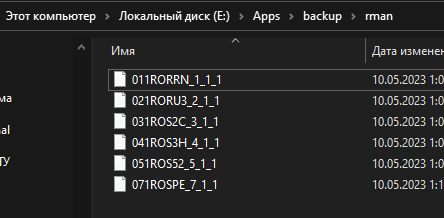 Этот компьютер > Локальный диск (E:) > Apps > backup > rman
Имя Дата изменен
011RORRN_1_1_1 10.05.2023 1:0
021RORU3_2_1_1 10.05.2023 1:0
031ROS2C_3_1_1 10.05.2023 1:0
041ROS3H_4_1_1 10.05.2023 1:0
051ROS52_5_1_1 10.05.2023 1:0
071ROSPE_7_1_1 10.05.2023 1:1
ма
al
ТУ